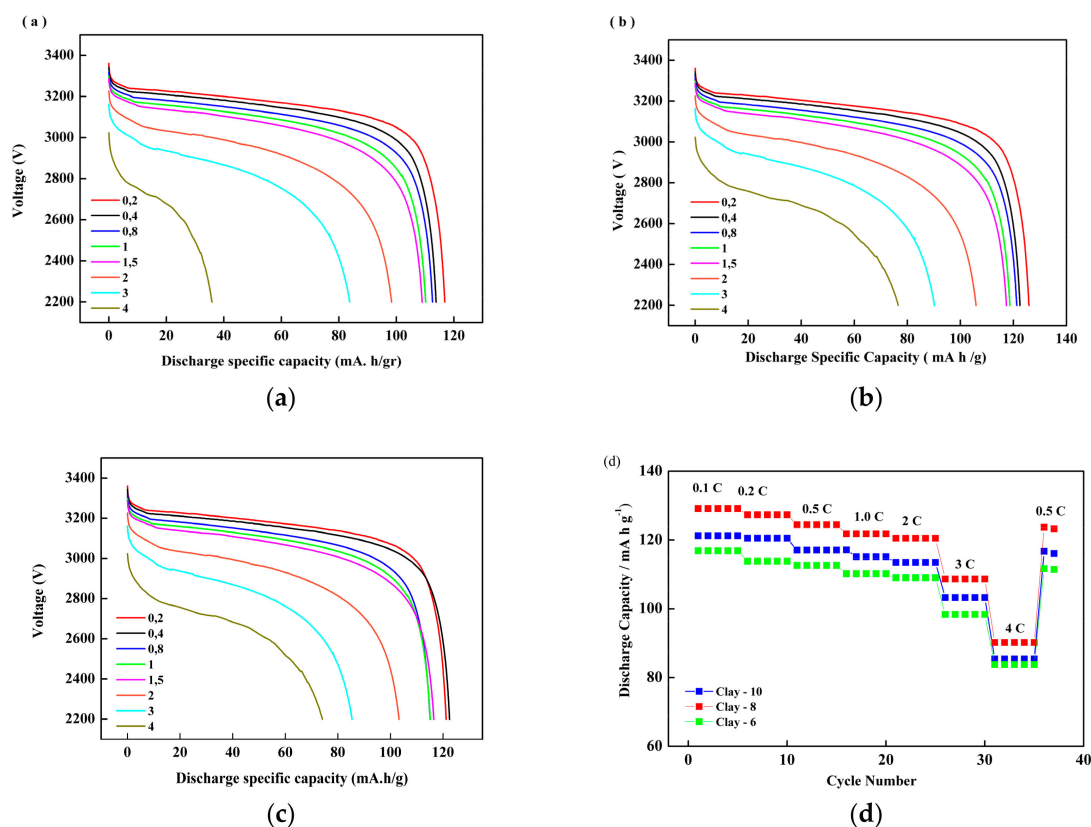 ( a )
Voltage (V)
3400
3200
3000
2800
2600
2400
2200
0,2
0,4
0,8
1
1,5
2
3
4
0 20 40 60 80 100 120
Discharge specific capacity (mA. h/gr)
(a)
( b )
Voltage ( V )
3400
3200
3000
2800
2600
2400
2200
0,2
0,4
0,8
1
1,5
2
3
4
0 20 40 60 80 100 120 140
Discharge Specific Capacity ( mA h /g)
(b)
Voltage (V)
3400
3200
3000
2800
2600
2400
2200
0,2
0,4
0,8
1
1,5
2
3
4
0 20 40 60 80 100 120
Discharge specific capacity (mA.h/g)
(c)
(d)
Discharge Capacity / mA h g-1
140
120
100
80
60
0.1 C
0.2 C
0.5 C
1.0 C
2 C
3 C
4 C
0.5 C
Clay - 10
Clay - 8
Clay - 6
0 10 20 30 40
Cycle Number
(d)